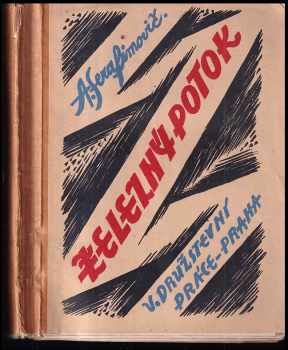 A. Serafimovič.
ŽELEZNÝ POTOK
V. DRUŽSTEVNÍ
PRÁCE-PRAHA